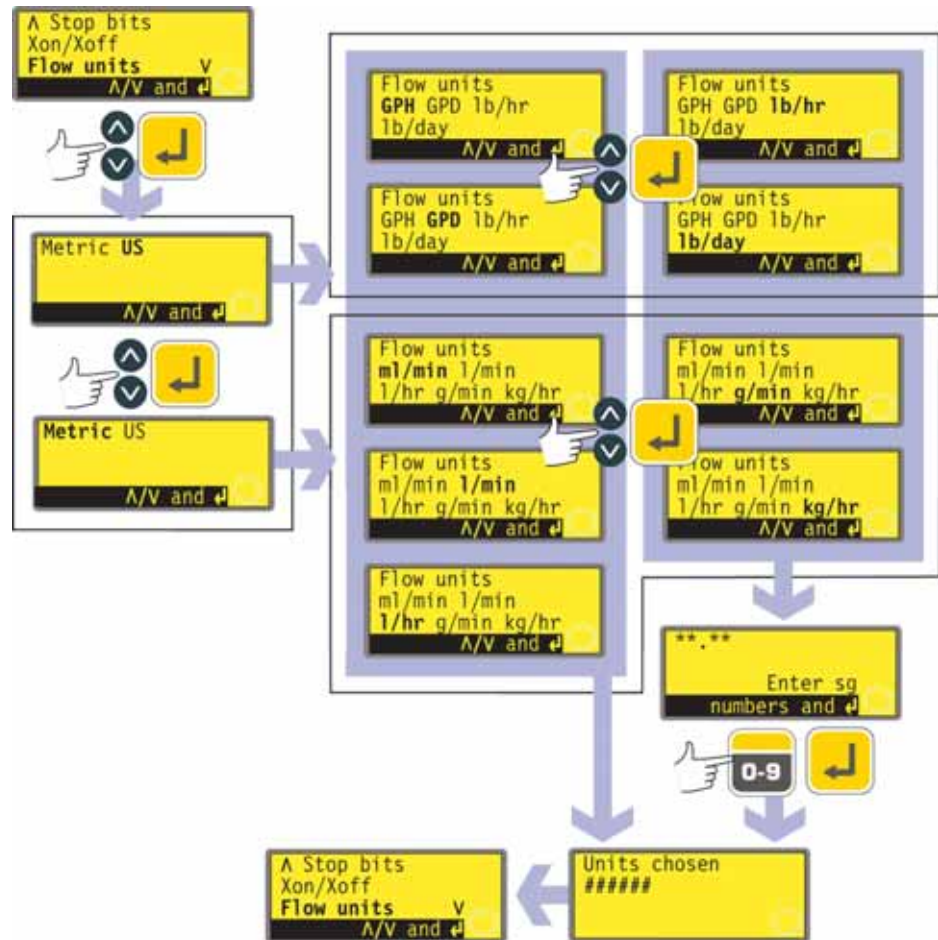 Λ Stop bits
Xon/Xoff
Flow units V
Λ/V and ↲
Metric US
Λ/V and ↲
Metric US
Λ/V and ↲
Flow units
GPH GPD lb/hr
lb/day
Λ/V and ↲
Flow units
GPH GPD lb/hr
lb/day
Λ/V and ↲
Flow units
GPH GPD lb/hr
lb/day
Λ/V and ↲
Flow units
GPH GPD lb/hr
lb/day
Λ/V and ↲
Flow units
ml/min l/min
l/hr g/min kg/hr
Λ/V and ↲
Flow units
ml/min l/min
l/hr g/min kg/hr
Λ/V and ↲
Flow units
ml/min l/min
l/hr g/min kg/hr
Λ/V and ↲
Flow units
ml/min l/min
l/hr g/min kg/hr
Λ/V and ↲
Flow units
ml/min l/min
l/hr g/min kg/hr
Λ/V and ↲
**.**
Enter sg
numbers and ↲
0-9
Units chosen
######
Λ Stop bits
Xon/Xoff
Flow units V
Λ/V and ↲